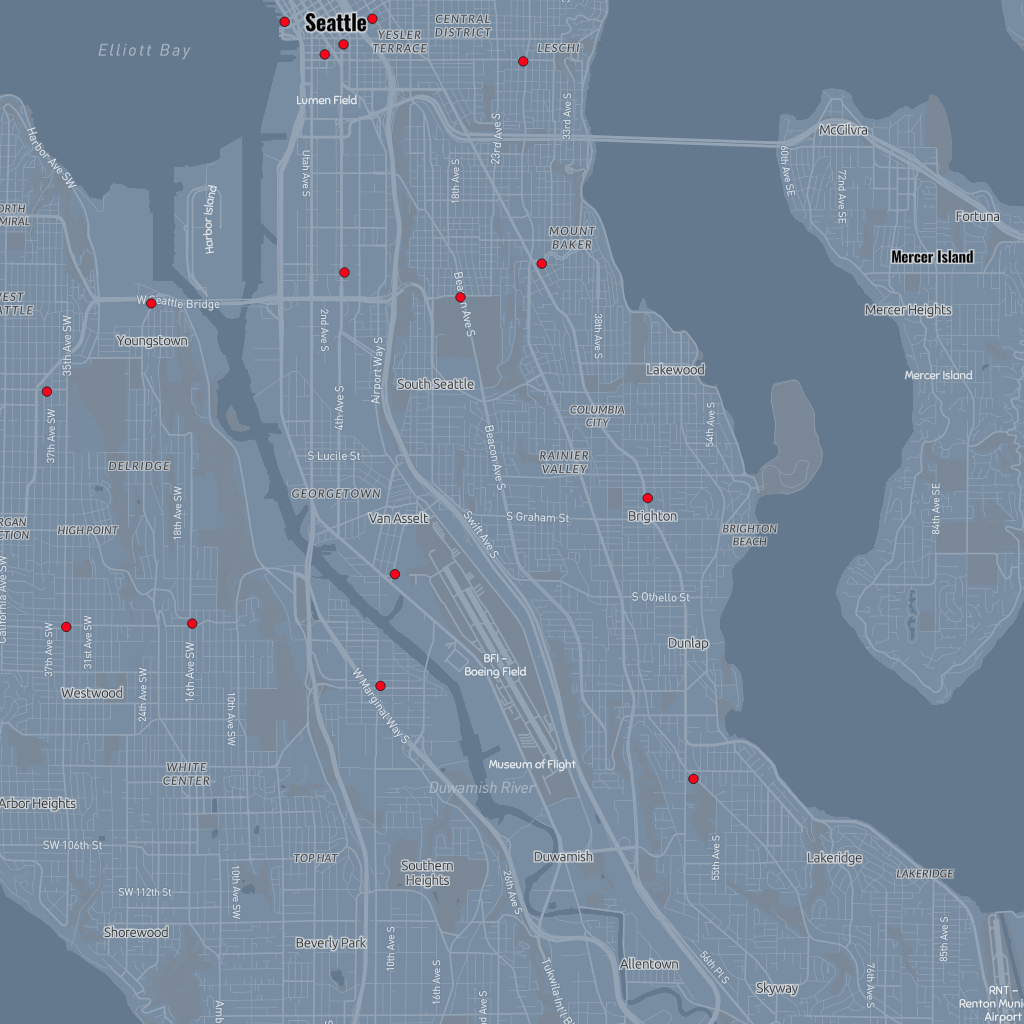 Seattle
CENTRAL
DISTRICT
YESLER
TERRACE
LESCHI
Elliott Bay
Lumen Field
33rd Ave S
23rd Ave S
McGilvra
Harbor Ave SW
Utah Ave S
18th Ave S
60th Ave SE
72nd Ave SE
Harbor Island
Fortuna
MOUNT
BAKER
Mercer Island
W Seattle Bridge
Beacon Ave S
Mercer Heights
35th Ave SW
Youngstown
2nd Ave S
38th Ave S
Airport Way S
Lakewood
Mercer Island
South Seattle
4th Ave S
COLUMBIA
CITY
54th Ave S
37th Ave SW
Beacon Ave S
S Lucile St
RAINIER
VALLEY
DELRIDGE
GEORGETOWN
18th Ave SW
84th Ave SE
Van Asselt
S Graham St
Brighton
HIGH POINT
Swift Ave S
BRIGHTON
BEACH
California Ave SW
S Othello St
Dunlap
37th Ave SW
31st Ave SW
16th Ave SW
24th Ave SW
BFI –
Boeing Field
Westwood
10th Ave SW
W Marginal Way S
WHITE
CENTER
Museum of Flight
Duwamish River
Arbor Heights
SW 106th St
TOP HAT
Southern
Heights
Duwamish
55th Ave S
Lakeridge
LAKERIDGE
SW 112th St
10th Ave SW
26th Ave S
Shorewood
Beverly Park
10th Ave S
85th Ave S
Allentown
56th Pl S
16th Ave S
76th Ave S
Skyway
RNT –
Renton Muni
Airport
Tukwila Int'l B
nd Ave S
Amb